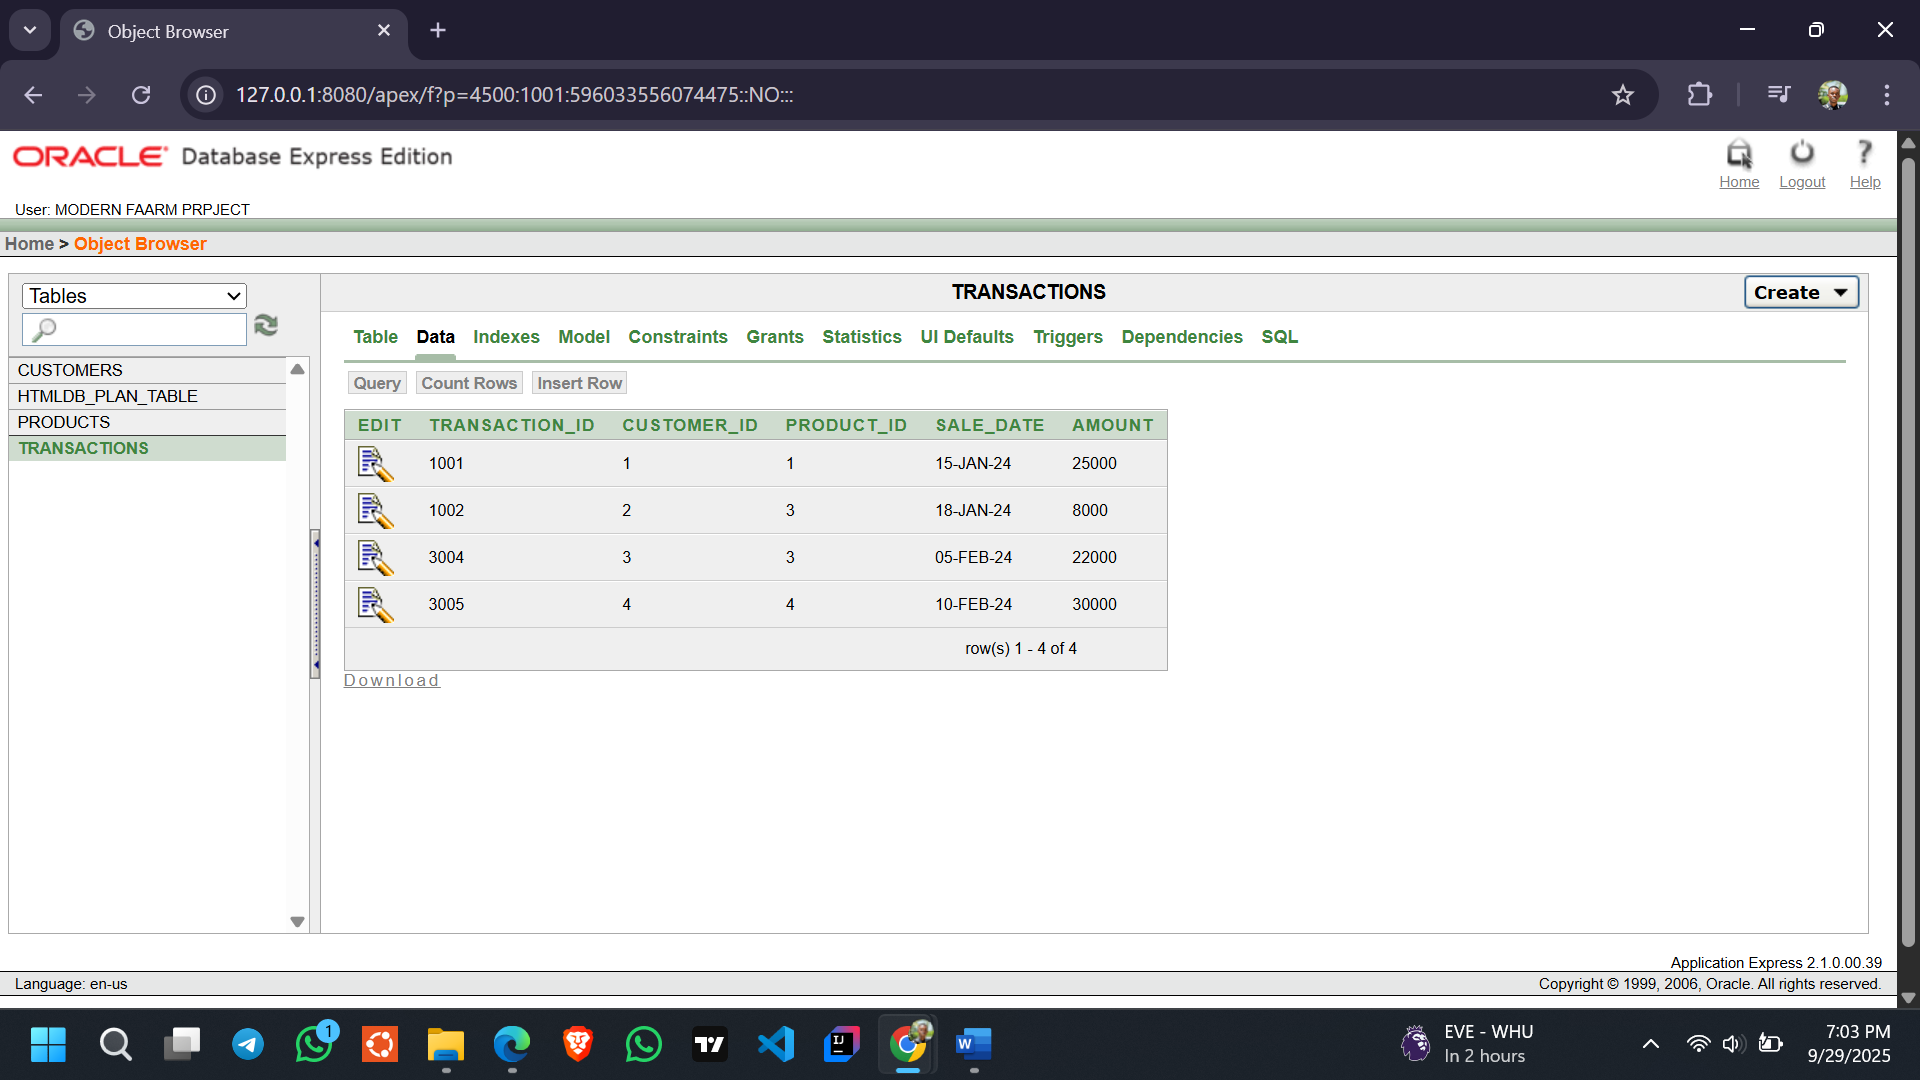 Object Browser
127.0.0.1:8080/apex/f?p=4500:1001:596033556074475::NO:::
ORACLE Database Express Edition
Home Logout Help
User: MODERN FAARM PRPJECT
Home > Object Browser
Tables
CUSTOMERS
HTMLDB_PLAN_TABLE
PRODUCTS
TRANSACTIONS
TRANSACTIONS
Create
Table Data Indexes Model Constraints Grants Statistics UI Defaults Triggers Dependencies SQL
Query Count Rows Insert Row
EDIT TRANSACTION_ID CUSTOMER_ID PRODUCT_ID SALE_DATE AMOUNT
1001 1 1 15-JAN-24 25000
1002 2 3 18-JAN-24 8000
3004 3 3 05-FEB-24 22000
3005 4 4 10-FEB-24 30000
row(s) 1 - 4 of 4
Download
Application Express 2.1.0.00.39
Language: en-us
Copyright © 1999, 2006, Oracle. All rights reserved.
1
IJ
W
EVE - WHU
In 2 hours
7:03 PM
9/29/2025